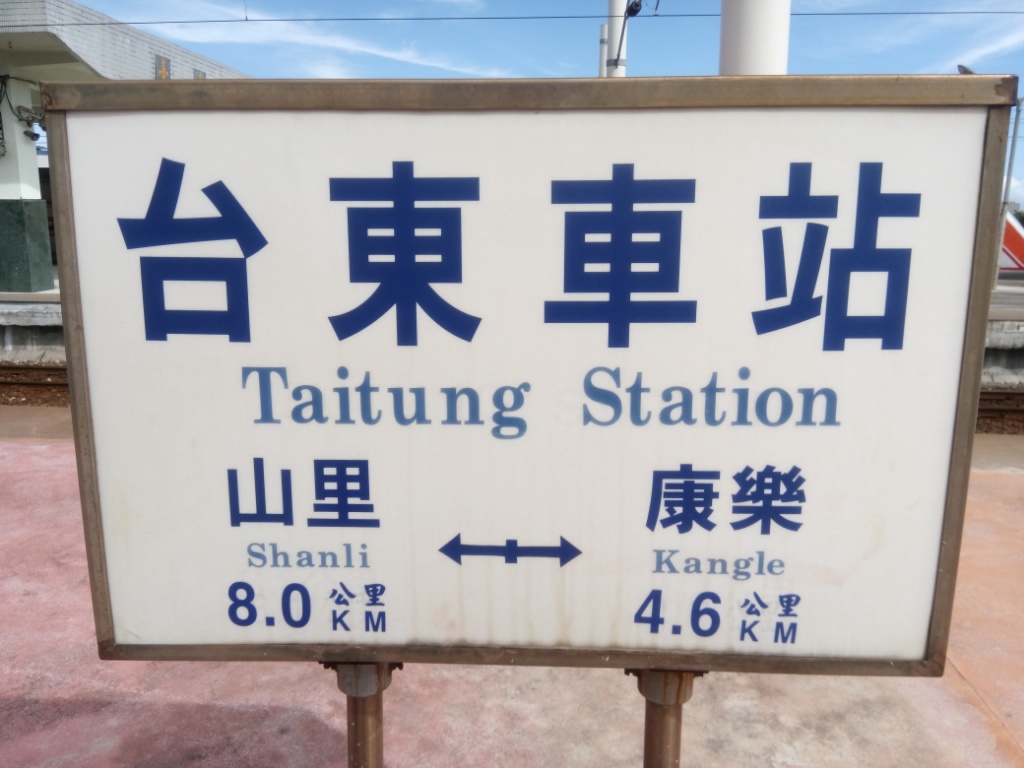 台東車站
Taitung Station
山里 康樂
Shanli Kangle
8.0 公里 KM 4.6 公里 KM